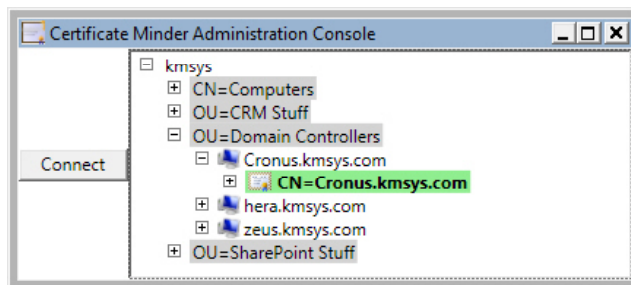 Certificate Minder Administration Console
kmsys
CN=Computers
OU=CRM Stuff
OU=Domain Controllers
Connect
Cronus.kmsys.com
CN=Cronus.kmsys.com
hera.kmsys.com
zeus.kmsys.com
OU=SharePoint Stuff